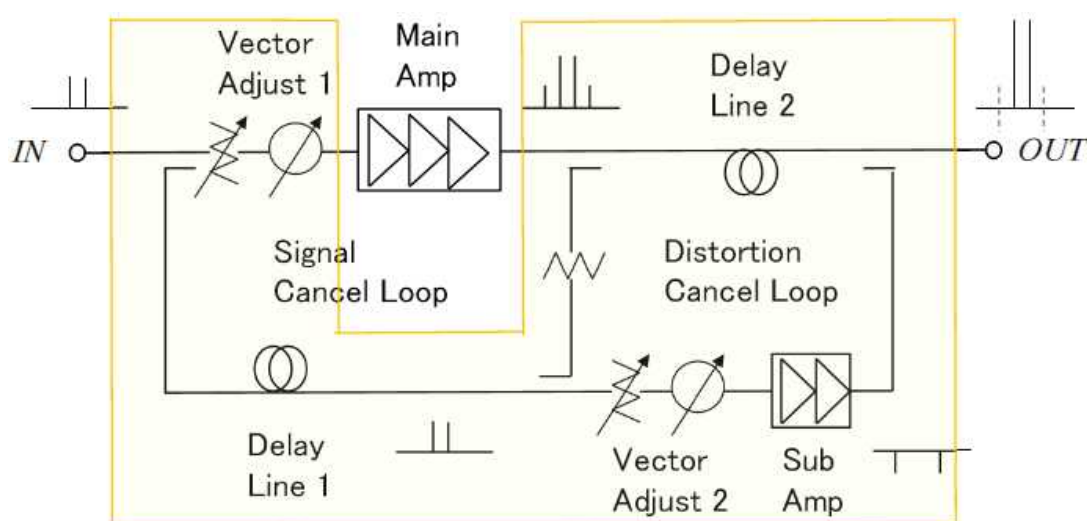 Vector
Adjust 1
Main
Amp
Delay
Line 2
IN
OUT
Signal
Cancel Loop
Distortion
Cancel Loop
Delay
Line 1
Vector
Adjust 2
Sub
Amp